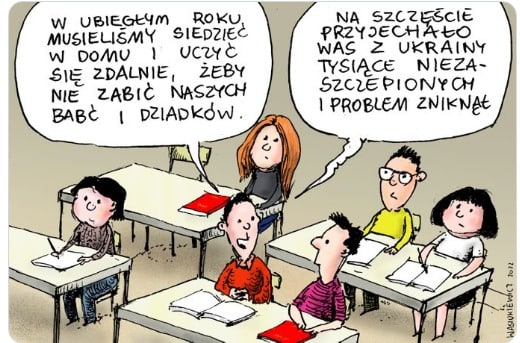 W UBIEGŁYM ROKU,
MUSIELIŚMY SIEDZIEĆ
W DOMU I UCZYĆ
SIĘ ZDALNIE, ŻEBY
NIE ZABIĆ NASZYCH
BABĆ I DZIADKÓW.
NA SZCZĘŚCIE
PRZYJECHAŁO
WAS Z UKRAINY
TYSIĄCE NIEZA-
SZCZEPIONYCH
I PROBLEM ZNIKNĄŁ